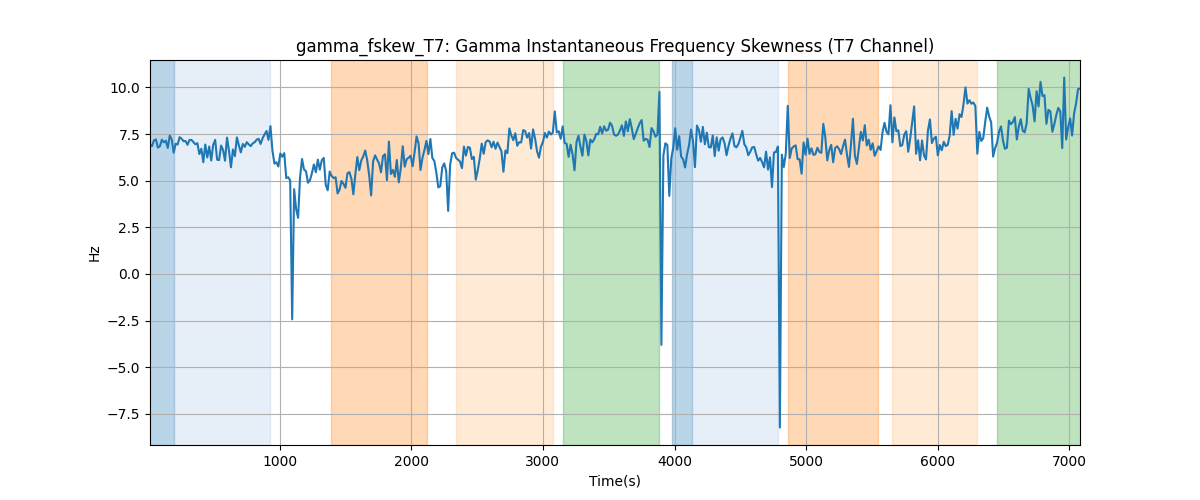 gamma_fskew_T7: Gamma Instantaneous Frequency Skewness (T7 Channel)
10.0
7.5
5.0
2.5
0.0
−2.5
−5.0
−7.5
Hz
1000 2000 3000 4000 5000 6000 7000
Time(s)